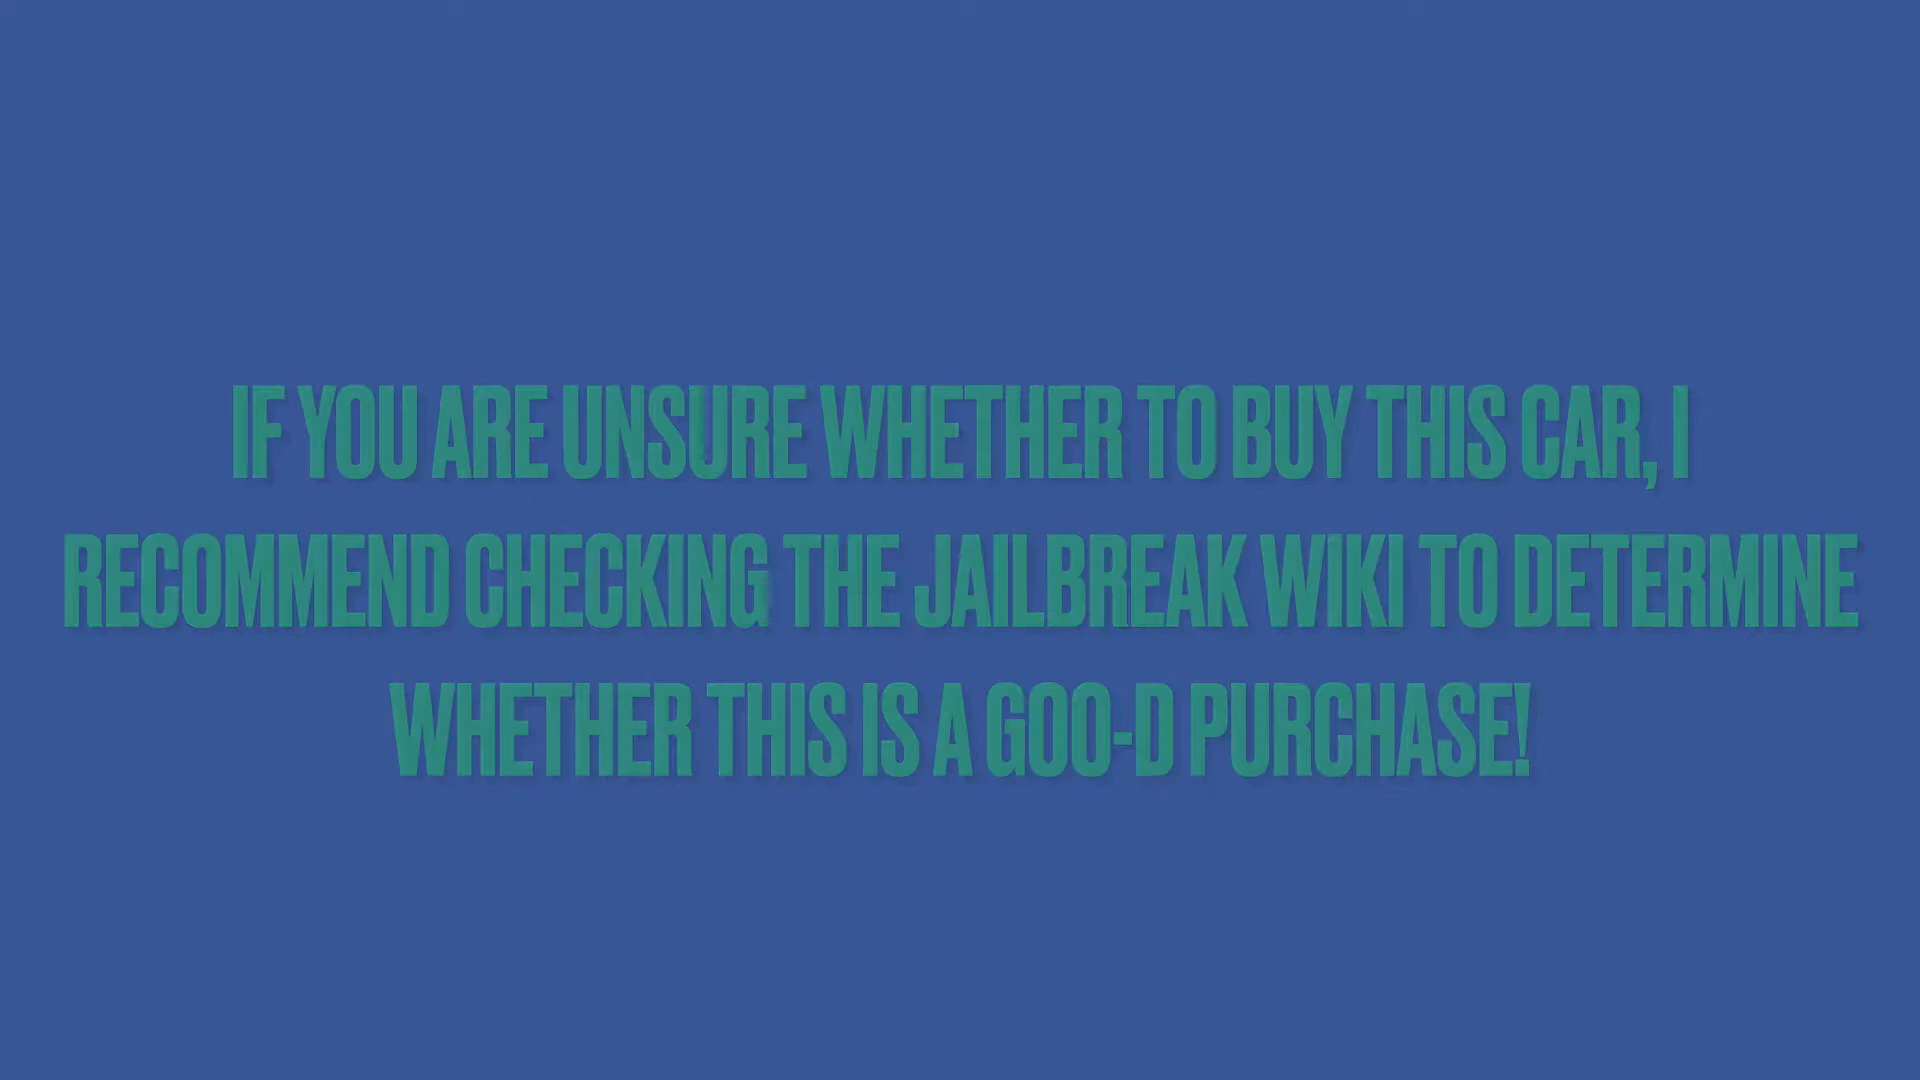 IF YOU ARE UNSURE WHETHER TO BUY THIS CAR, I
RECOMMEND CHECKING THE JAILBREAK WIKI TO DETERMINE
WHETHER THIS IS A GOO-D PURCHASE!